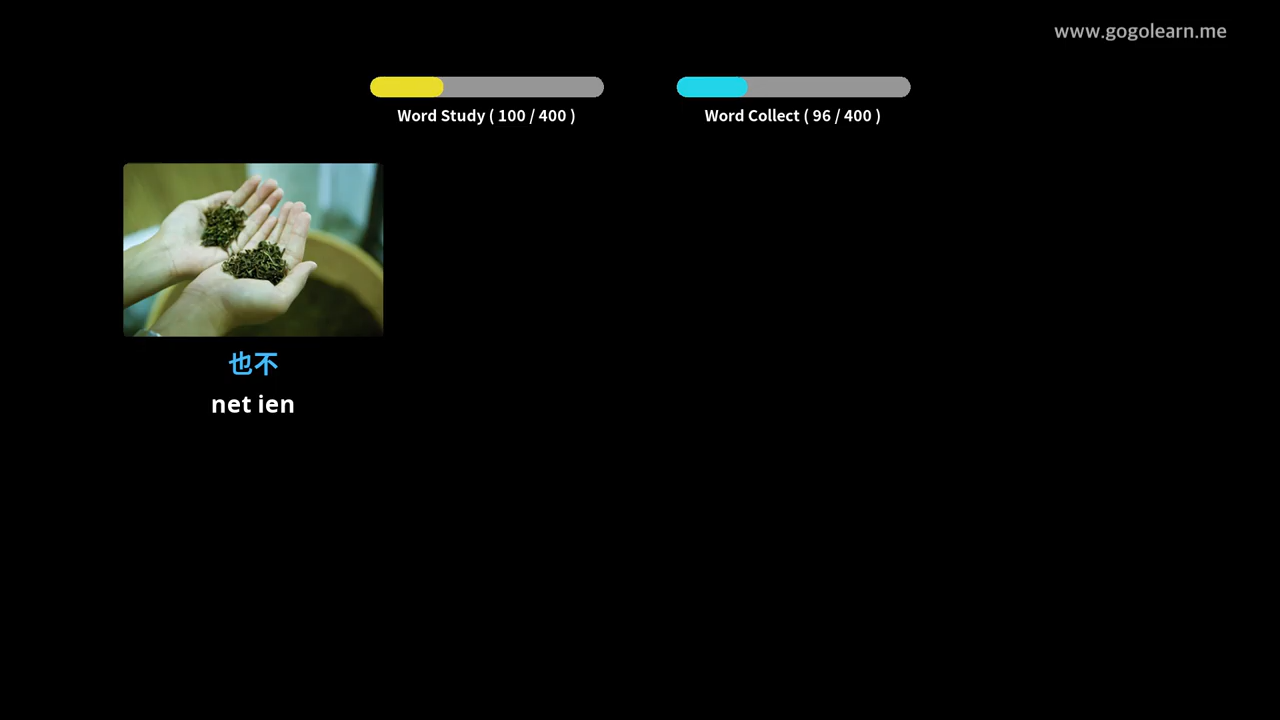 www.gogolearn.me
Word Study ( 100 / 400 )
Word Collect ( 96 / 400 )
也不
net ien